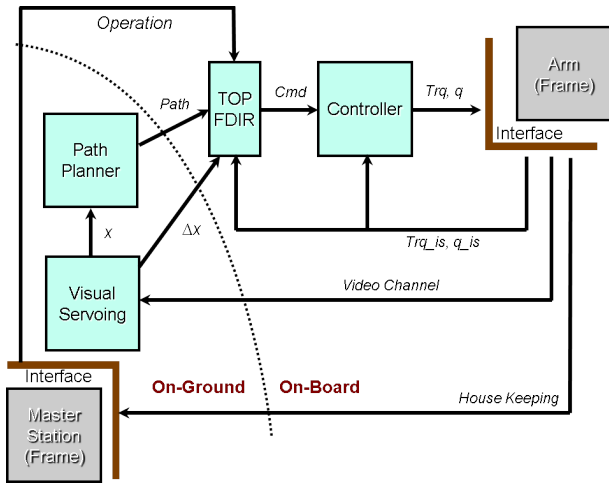 Operation
Arm
(Frame)
Interface
TOP
FDIR
Cmd
Controller
Trq, q
Path
Path
Planner
x
Δx
Trq_is, q_is
Visual
Servoing
Video Channel
Interface
On-Ground
On-Board
House Keeping
Master
Station
(Frame)